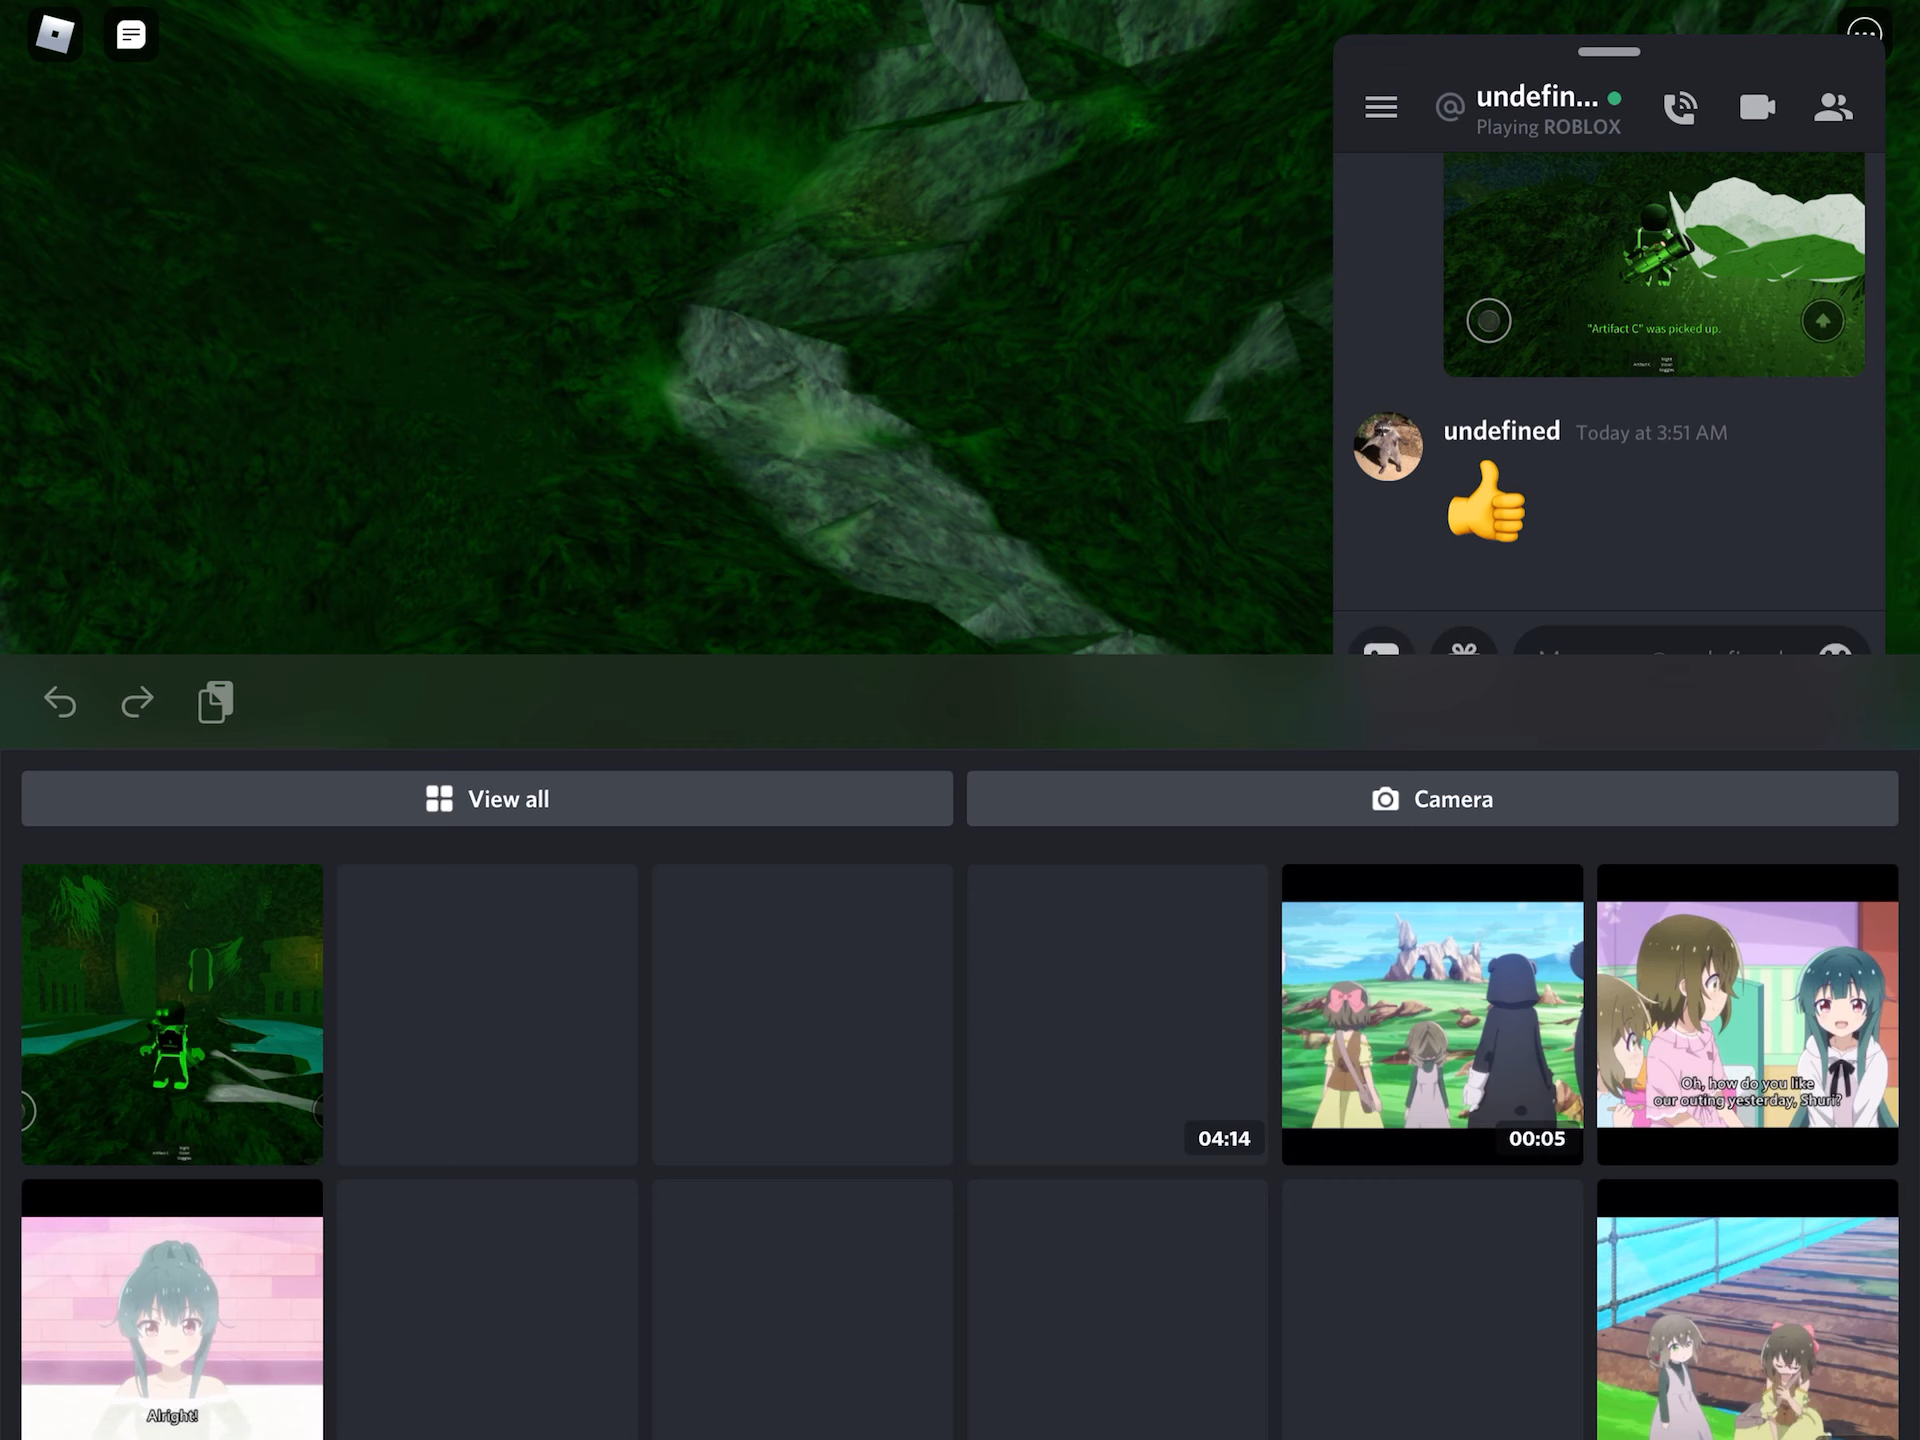 undefin...
Playing ROBLOX
"Artifact C" was picked up.
undefined Today at 3:51 AM
View all
Camera
04:14
00:05
Oh, how do you like
our outing yesterday, Shuri?
Alright!